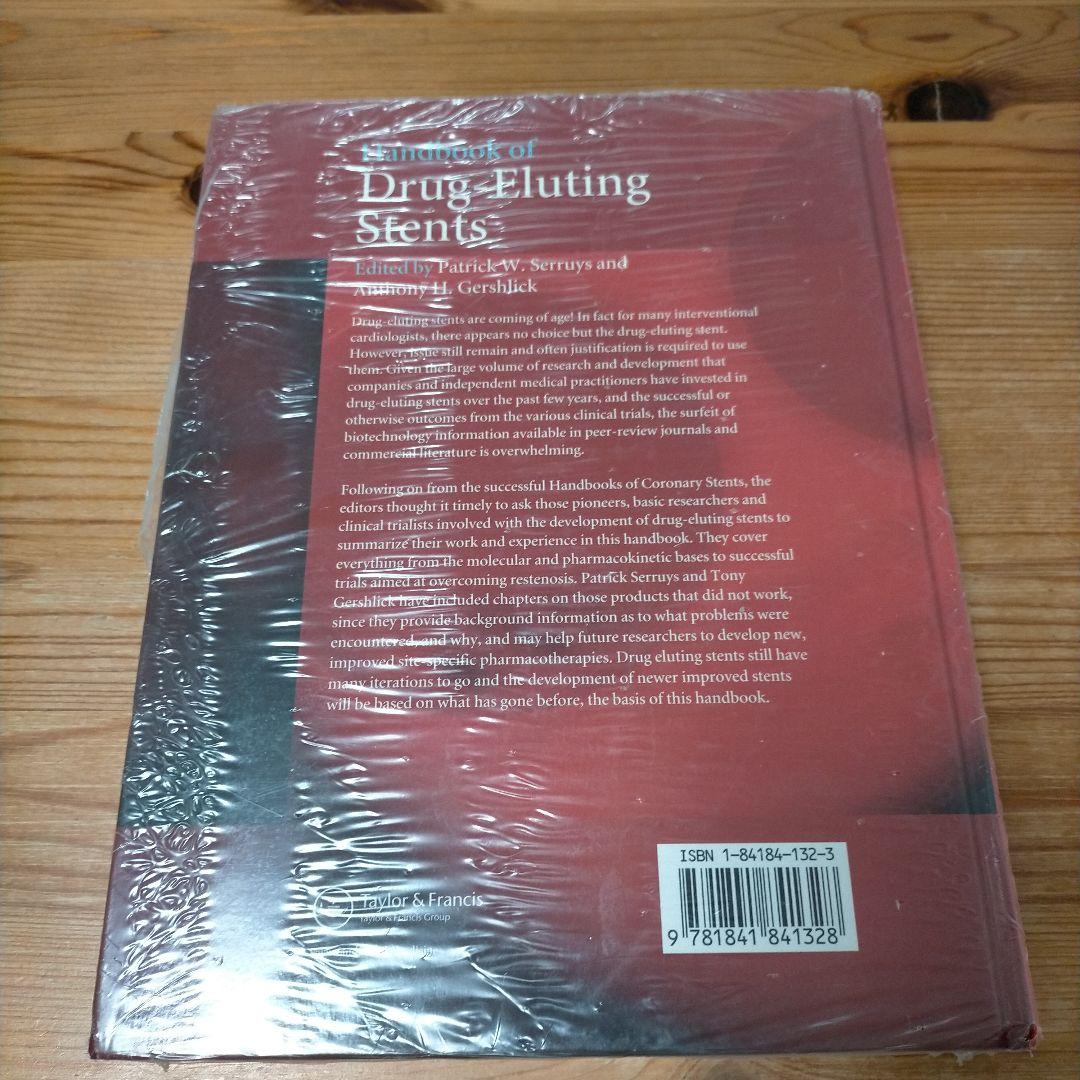 Handbook of
Drug-Eluting
Stents
Edited by Patrick W. Serruys and
Anthony H. Gershlick
Drug-eluting stents are coming of age! In fact for many interventional
cardiologists, there appears no choice but the drug-eluting stent.
However, issue still remain and often justification is required to use
them. Given the large volume of research and development that
companies and independent medical practitioners have invested in
drug-eluting stents over the past few years, and the successful or
otherwise outcomes from the various clinical trials, the surfeit of
biotechnology information available in peer-review journals and
commercial literature is overwhelming.
Following on from the successful Handbooks of Coronary Stents, the
editors thought it timely to ask those pioneers, basic researchers and
clinical trialists involved with the development of drug-eluting stents to
summarize their work and experience in this handbook. They cover
everything from the molecular and pharmacokinetic bases to successful
trials aimed at overcoming restenosis. Patrick Serruys and Tony
Gershlick have included chapters on those products that did not work,
since they provide background information as to what problems were
encountered, and why, and may help future researchers to develop new,
improved site-specific pharmacotherapies. Drug eluting stents still have
many iterations to go and the development of newer improved stents
will be based on what has gone before, the basis of this handbook.
ISBN 1-84184-132-3
9 781841 841328
Taylor & Francis
Taylor & Francis Group